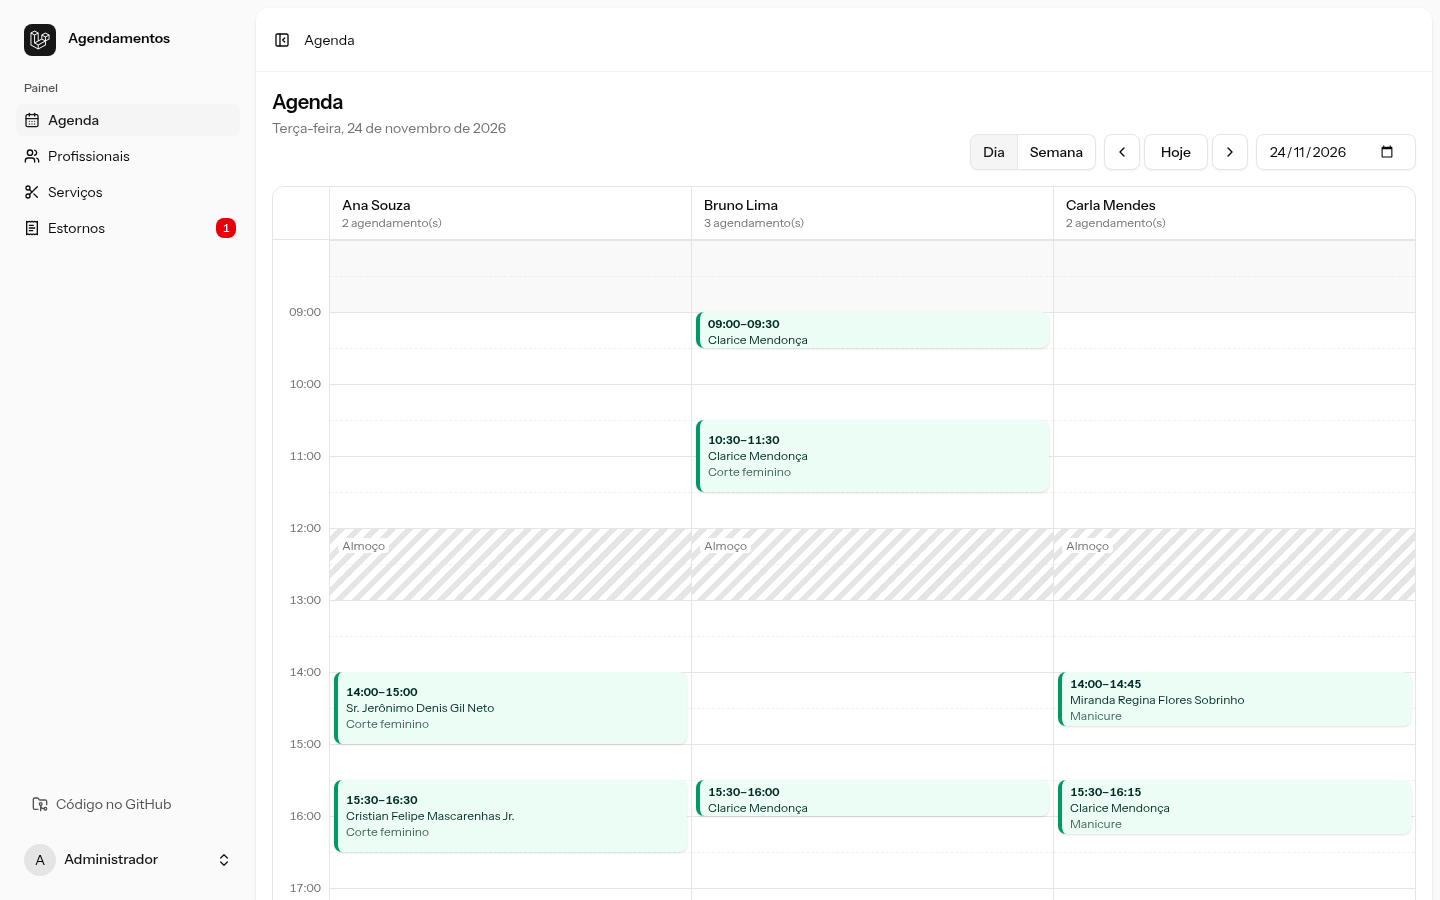 Agendamentos
Painel
Agenda
Profissionais
Serviços
Estornos
1
Código no GitHub
A
Administrador
Agenda
Agenda
Terça-feira, 24 de novembro de 2026
Dia
Semana
Hoje
24/11/2026
Ana Souza
2 agendamento(s)
Bruno Lima
3 agendamento(s)
Carla Mendes
2 agendamento(s)
09:00
09:00–09:30
Clarice Mendonça
10:00
10:30–11:30
Clarice Mendonça
Corte feminino
11:00
12:00
Almoço
Almoço
Almoço
13:00
14:00
14:00–15:00
Sr. Jerônimo Denis Gil Neto
Corte feminino
14:00–14:45
Miranda Regina Flores Sobrinho
Manicure
15:00
15:30–16:30
Cristian Felipe Mascarenhas Jr.
Corte feminino
15:30–16:00
Clarice Mendonça
15:30–16:15
Clarice Mendonça
Manicure
16:00
17:00